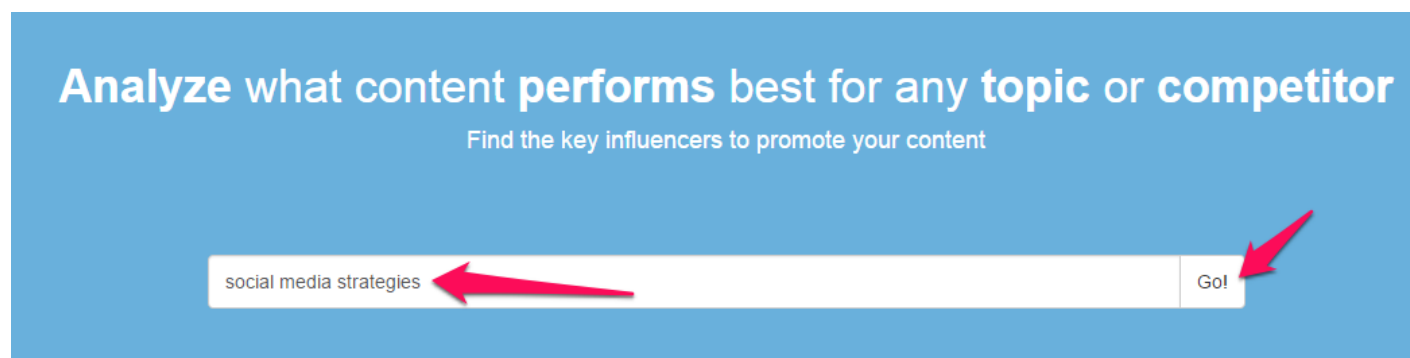 Analyze what content performs best for any topic or competitor
Find the key influencers to promote your content
social media strategies
Go!